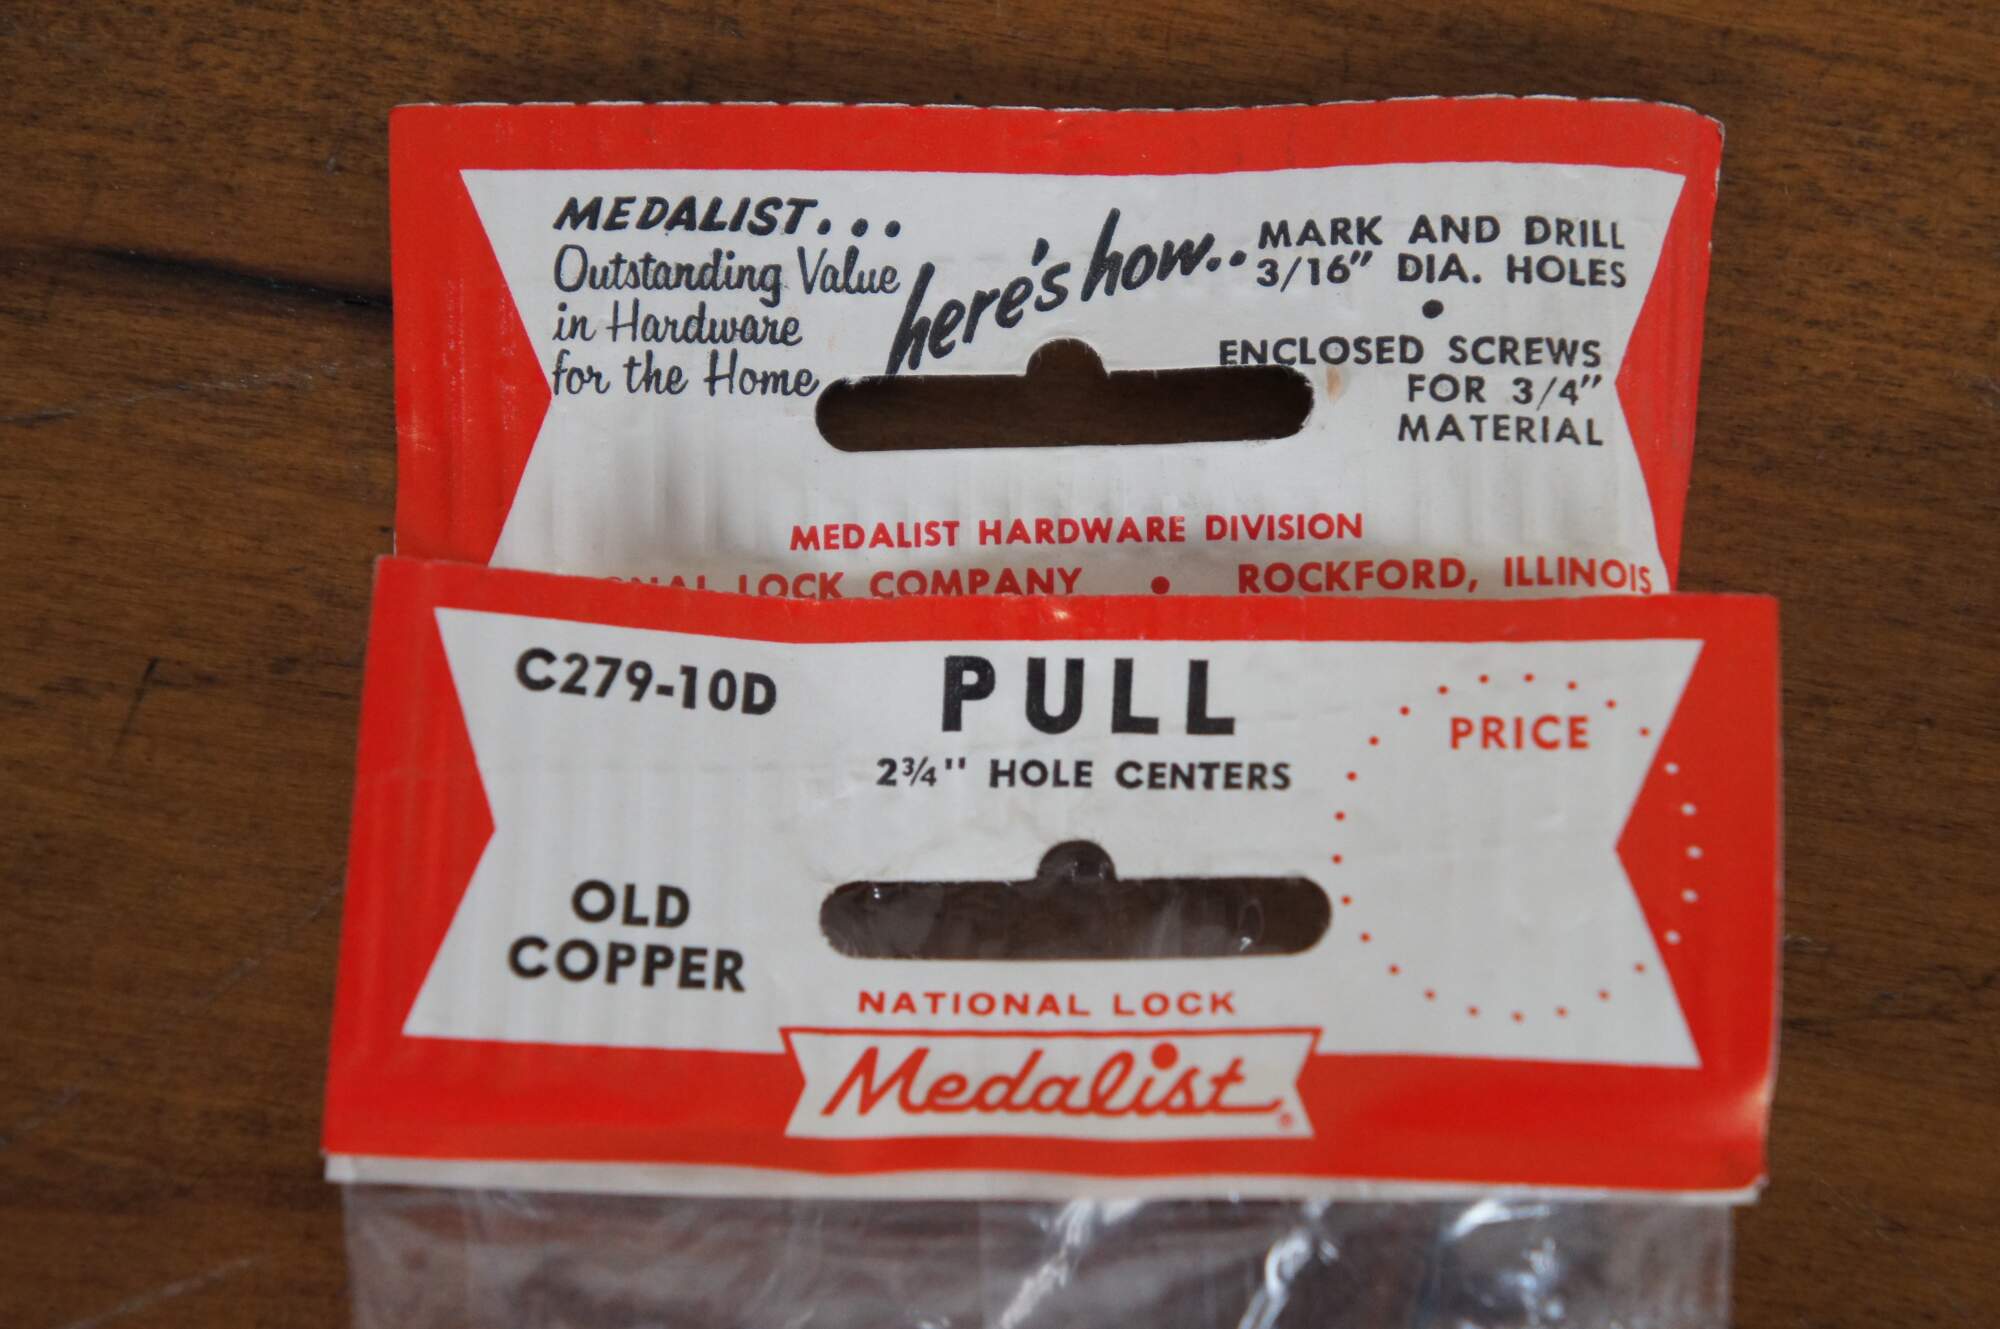 MEDALIST...
Outstanding Value
in Hardware
for the Home
here's how..
MARK AND DRILL
3/16" DIA. HOLES
•
ENCLOSED SCREWS
FOR 3/4"
MATERIAL
MEDALIST HARDWARE DIVISION
LOCK COMPANY • ROCKFORD, ILLINOIS
C279-10D
PULL
2¾" HOLE CENTERS
PRICE
OLD
COPPER
NATIONAL LOCK
Medalist®